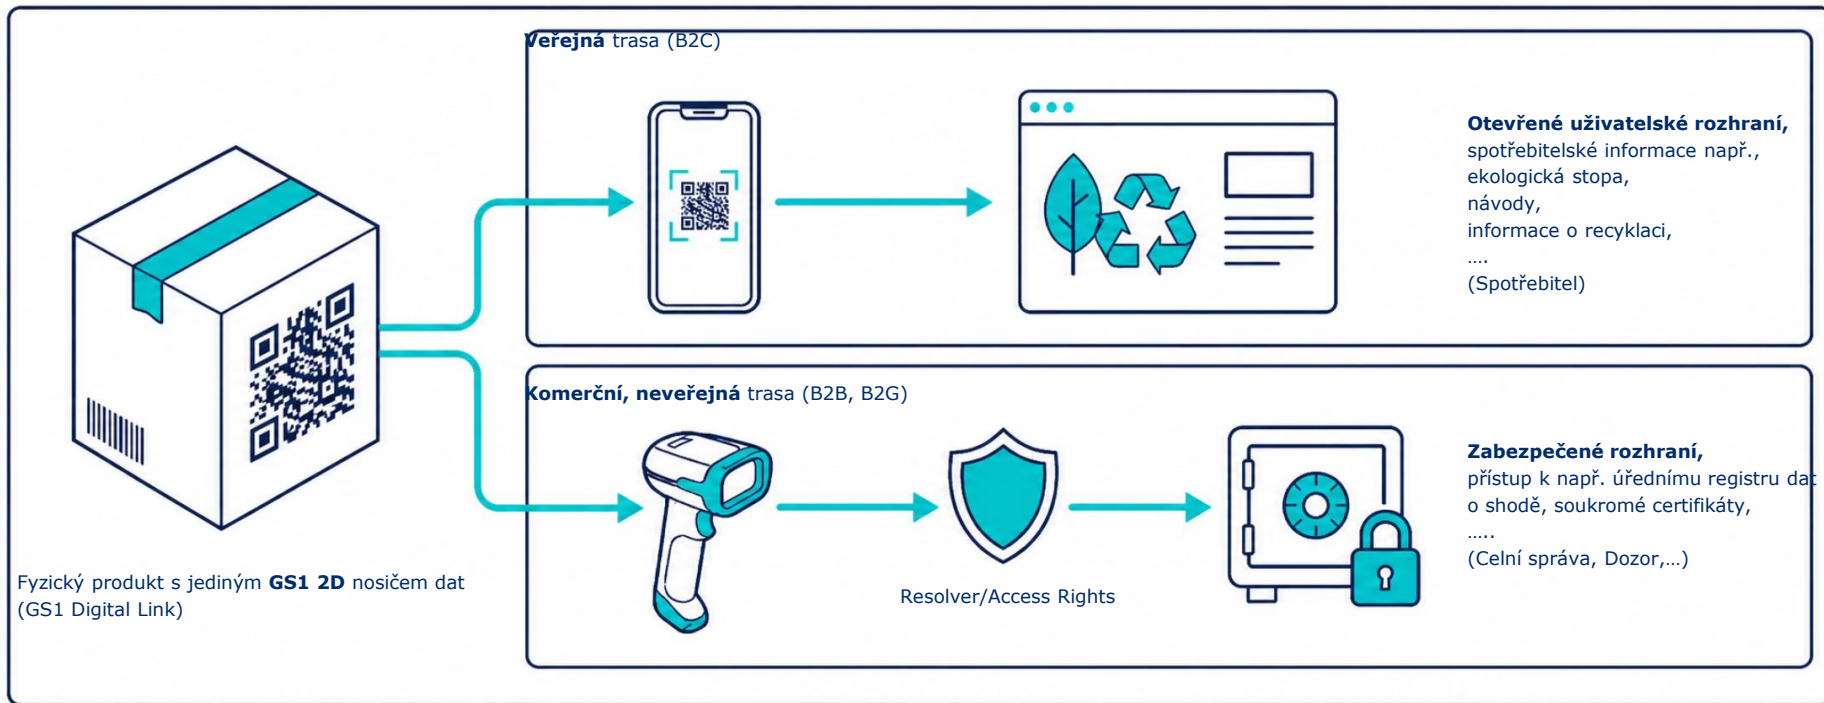 Veřejná trasa (B2C)
Otevřené uživatelské rozhraní,
spotřebitelské informace např.,
ekologická stopa,
návody,
informace o recyklaci,
....
(Spotřebitel)
Komerční, neveřejná trasa (B2B, B2G)
Zabezpečené rozhraní,
přístup k např. úřednímu registru dat
o shodě, soukromé certifikáty,
.....
(Celní správa, Dozor,...)
Fyzický produkt s jediným GS1 2D nosičem dat
(GS1 Digital Link)
Resolver/Access Rights